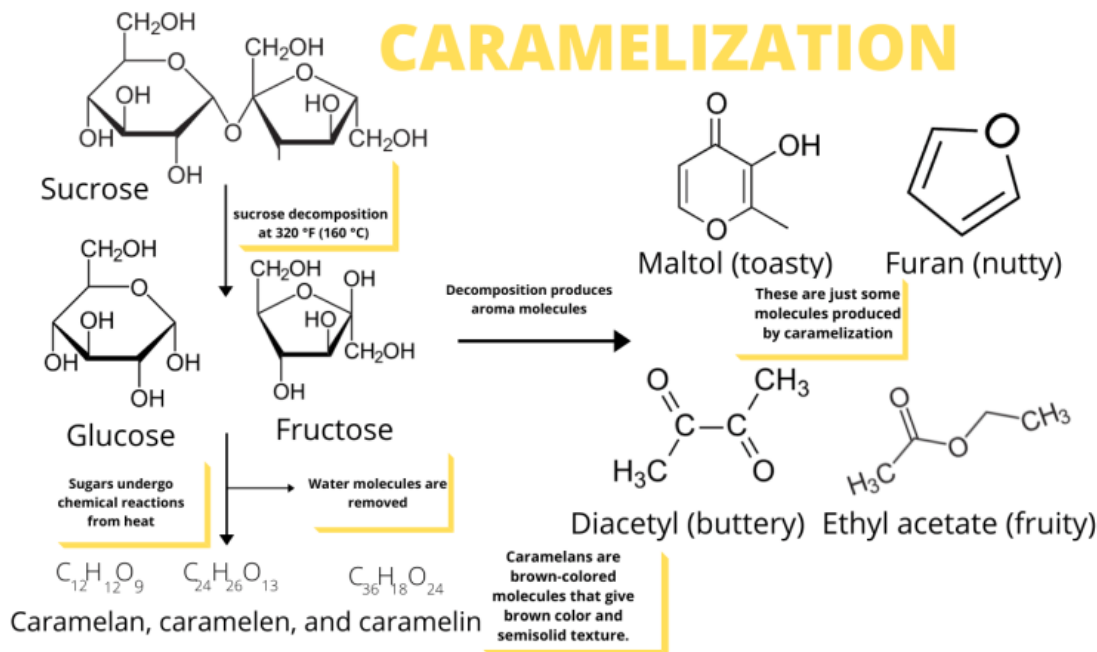 CARAMELIZATION
CH₂OH
O
OH
OH
OH
O
CH₂OH
O
HO
CH₂OH
Sucrose
sucrose decomposition
at 320 °F (160 °C)
CH₂OH
O
OH
OH
OH
OH
Glucose
CH₂OH
O
OH
HO
CH₂OH
OH
Fructose
Decomposition produces
aroma molecules
O
OH
O
Maltol (toasty)
O
Furan (nutty)
These are just some
molecules produced
by caramelization
O
CH₃
C
C
H₃C
O
Diacetyl (buttery)
O
O
CH₃
H₃C
Ethyl acetate (fruity)
Sugars undergo
chemical reactions
from heat
Water molecules are
removed
C₁₂H₁₂O₉
C₂₄H₂₆O₁₃
C₃₆H₁₈O₂₄
Caramelan, caramelen, and caramelin
Caramelans are
brown-colored
molecules that give
brown color and
semisolid texture.